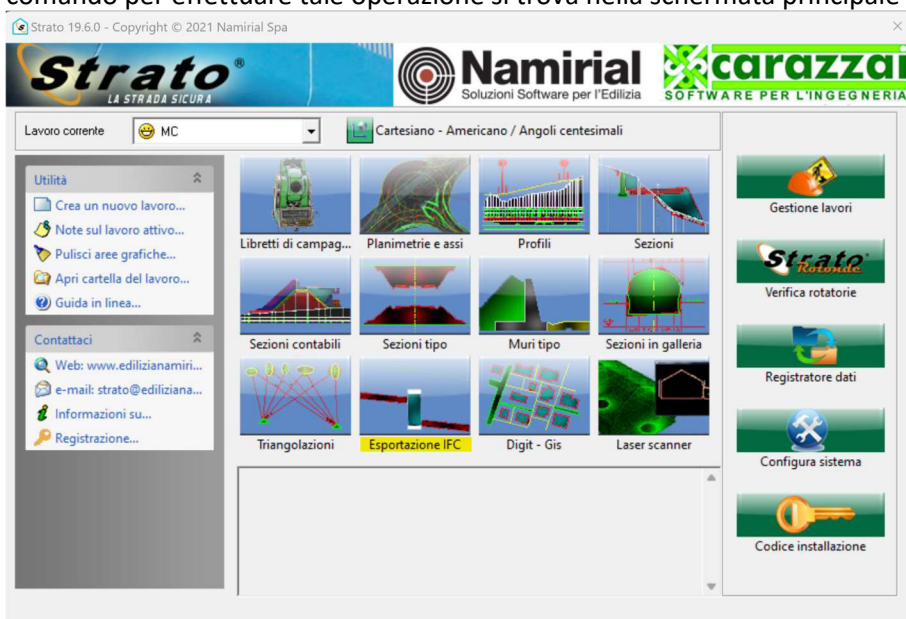 comando per effettuare tale operazione si trova nella schermata principale
Strato 19.6.0 - Copyright © 2021 Namirial Spa
Strato®
LA STRADA SICURA
Namirial
Soluzioni Software per l'Edilizia
carazzai
SOFTWARE PER L'INGEGNERIA
Lavoro corrente
MC
Cartesiano - Americano / Angoli centesimali
Utilità
Crea un nuovo lavoro...
Note sul lavoro attivo...
Pulisci aree grafiche...
Apri cartella del lavoro...
Guida in linea...
Contattaci
Web: www.edilizianamiri...
e-mail: strato@ediliziana...
Informazioni su...
Registrazione...
Libretti di campag...
Planimetrie e assi
Profili
Sezioni
Sezioni contabili
Sezioni tipo
Muri tipo
Sezioni in galleria
Triangolazioni
Esportazione IFC
Digit - Gis
Laser scanner
Gestione lavori
Strato
Rotonde
Verifica rotatorie
Registratore dati
Configura sistema
Codice installazione